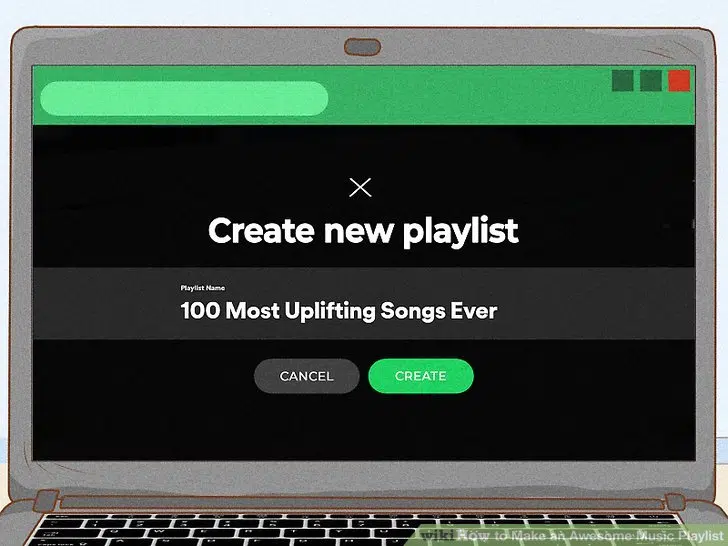 Create new playlist
Playlist Name
100 Most Uplifting Songs Ever
CANCEL
CREATE
wikiHow to Make an Awesome Music Playlist